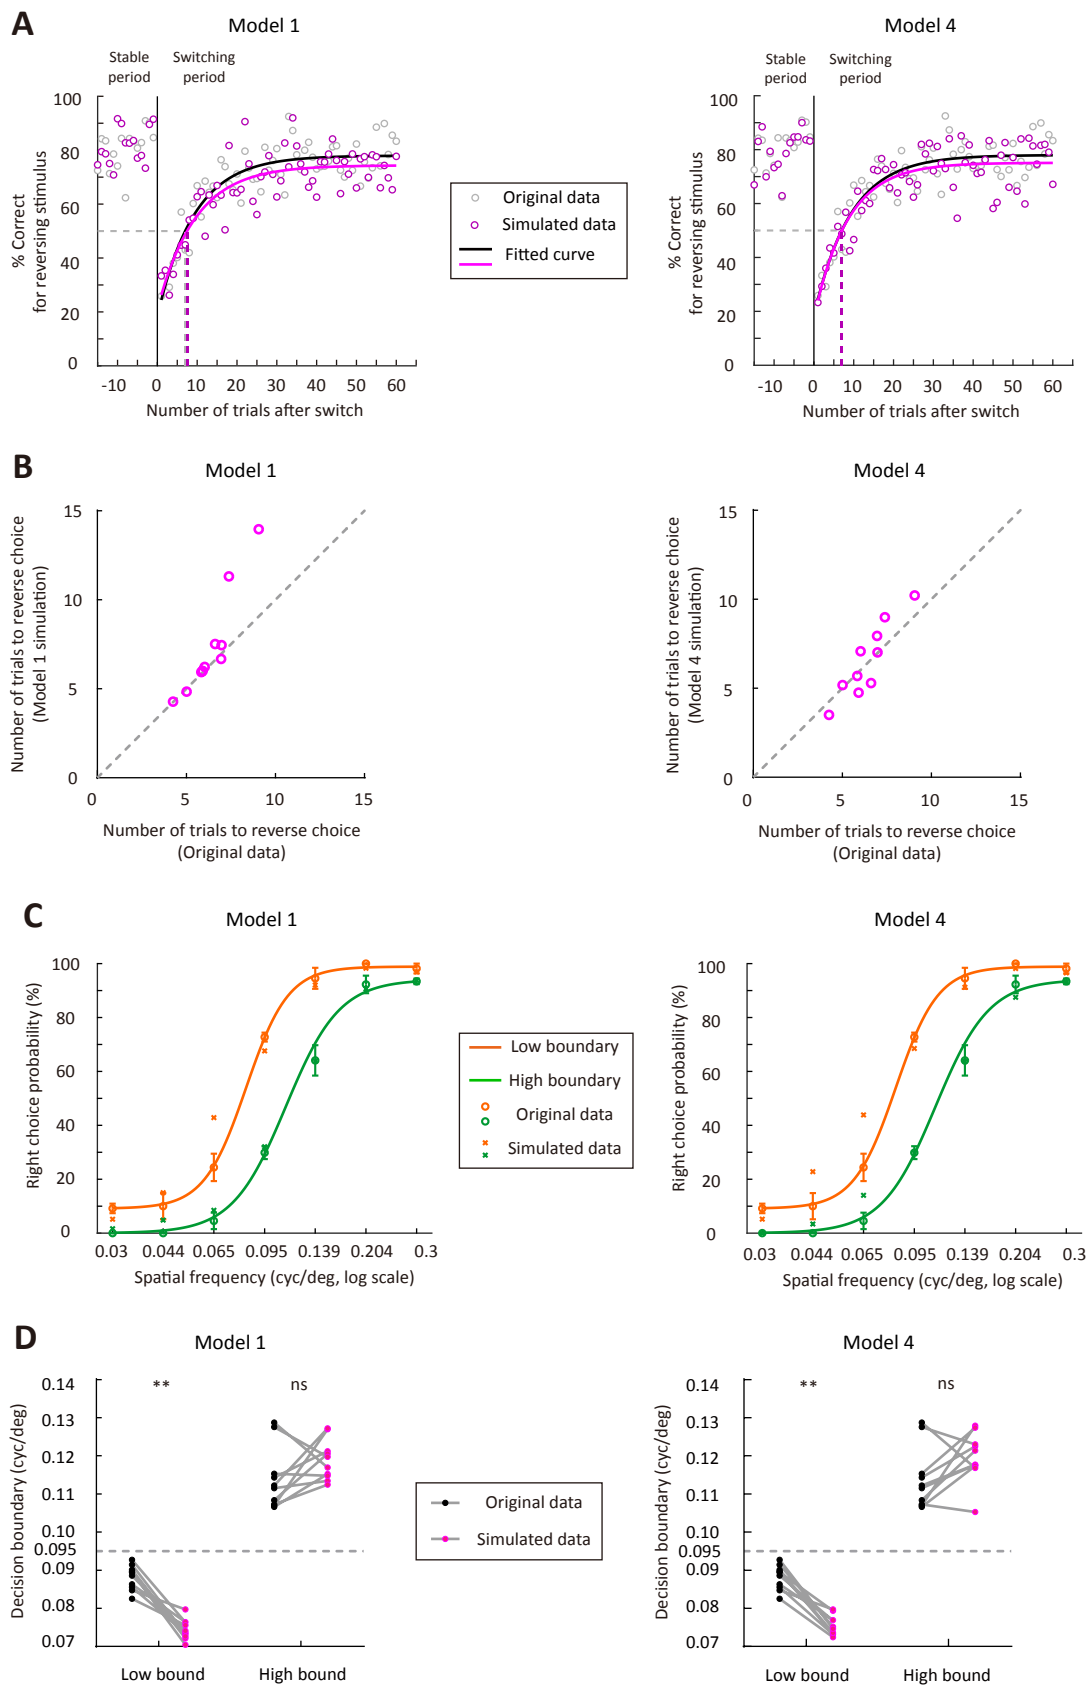 A
Model 1
Model 4
Stable period
Switching period
Stable period
Switching period
% Correct
for reversing stimulus
100
80
60
40
20
0
-10 0 10 20 30 40 50 60
Number of trials after switch
Original data
Simulated data
Fitted curve
% Correct
for reversing stimulus
100
80
60
40
20
0
-10 0 10 20 30 40 50 60
Number of trials after switch
B
Model 1
Model 4
Number of trials to reverse choice
(Model 1 simulation)
15
10
5
0
0 5 10 15
Number of trials to reverse choice
(Original data)
Number of trials to reverse choice
(Model 4 simulation)
15
10
5
0
0 5 10 15
Number of trials to reverse choice
(Original data)
C
Model 1
Model 4
Right choice probability (%)
100
80
60
40
20
0
0.03 0.044 0.065 0.095 0.139 0.204 0.3
Spatial frequency (cyc/deg, log scale)
Low boundary
High boundary
Original data
Simulated data
Right choice probability (%)
100
80
60
40
20
0
0.03 0.044 0.065 0.095 0.139 0.204 0.3
Spatial frequency (cyc/deg, log scale)
D
Model 1
Model 4
Decision boundary (cyc/deg)
0.14
0.13
0.12
0.11
0.10
0.095
0.09
0.08
0.07
** ns
Low bound High bound
Original data
Simulated data
Decision boundary (cyc/deg)
0.14
0.13
0.12
0.11
0.10
0.095
0.09
0.08
0.07
** ns
Low bound High bound